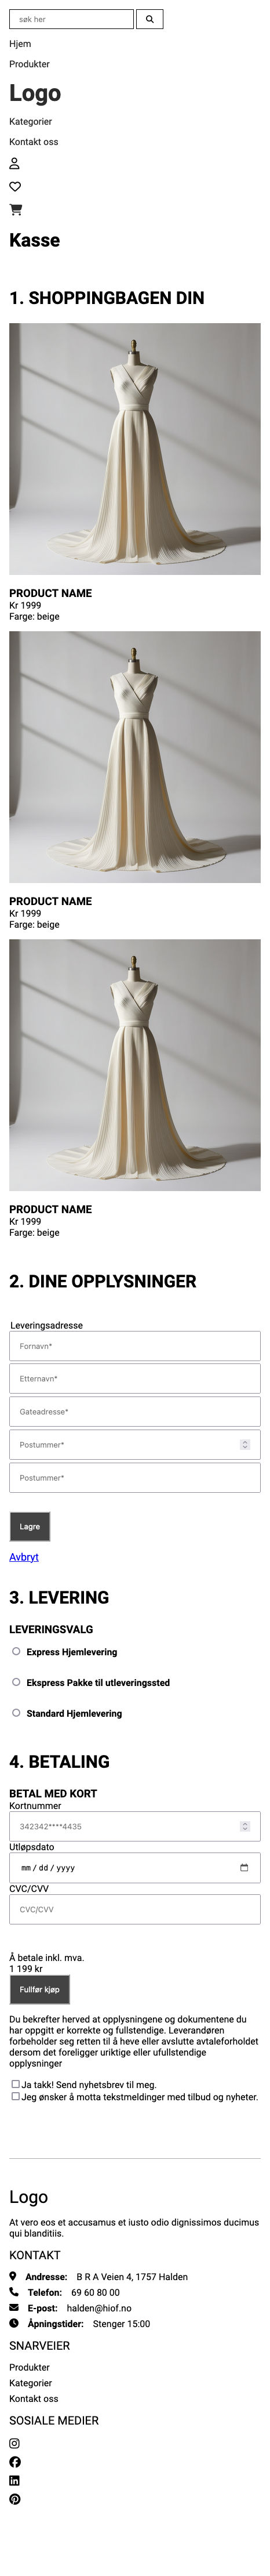 søk her
Hjem
Produkter
Logo
Kategorier
Kontakt oss
Kasse
1. SHOPPINGBAGEN DIN
PRODUCT NAME
Kr 1999
Farge: beige
PRODUCT NAME
Kr 1999
Farge: beige
PRODUCT NAME
Kr 1999
Farge: beige
2. DINE OPPLYSNINGER
Leveringsadresse
Fornavn*
Etternavn*
Gateadresse*
Postummer*
Postummer*
Lagre
Avbryt
3. LEVERING
LEVERINGSVALG
Express Hjemlevering
Ekspress Pakke til utleveringssted
Standard Hjemlevering
4. BETALING
BETAL MED KORT
Kortnummer
342342****4435
Utløpsdato
mm/dd/yyyy
CVC/CVV
CVC/CVV
Å betale inkl. mva.
1 199 kr
Fullfør kjøp
Du bekrefter herved at opplysningene og dokumentene du
har oppgitt er korrekte og fullstendige. Leverandøren
forbeholder seg retten til å heve eller avslutte avtaleforholdet
dersom det foreligger uriktige eller ufullstendige
opplysninger
Ja takk! Send nyhetsbrev til meg.
Jeg ønsker å motta tekstmeldinger med tilbud og nyheter.
Logo
At vero eos et accusamus et iusto odio dignissimos ducimus
qui blanditiis.
KONTAKT
Andresse: B R A Veien 4, 1757 Halden
Telefon: 69 60 80 00
E-post: halden@hiof.no
Åpningstider: Stenger 15:00
SNARVEIER
Produkter
Kategorier
Kontakt oss
SOSIALE MEDIER